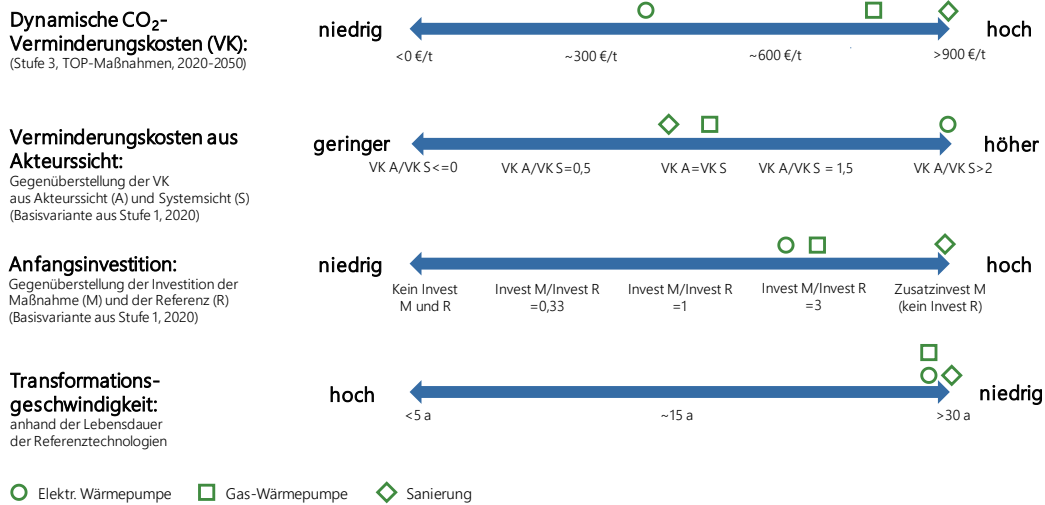 Dynamische CO₂-
Verminderungskosten (VK):
(Stufe 3, TOP-Maßnahmen, 2020-2050)
niedrig
hoch
<0 €/t
~300 €/t
~600 €/t
>900 €/t
Verminderungskosten aus
Akteurssicht:
Gegenüberstellung der VK
aus Akteurssicht (A) und Systemsicht (S)
(Basisvariante aus Stufe 1, 2020)
geringer
höher
VK A/VK S<=0
VK A/VK S=0,5
VK A=VK S
VK A/VK S = 1,5
VK A/VK S>2
Anfangsinvestition:
Gegenüberstellung der Investition der
Maßnahme (M) und der Referenz (R)
(Basisvariante aus Stufe 1, 2020)
niedrig
hoch
Kein Invest
M und R
Invest M/Invest R
=0,33
Invest M/Invest R
=1
Invest M/Invest R
=3
Zusatzinvest M
(kein Invest R)
Transformations-
geschwindigkeit:
anhand der Lebensdauer
der Referenztechnologien
hoch
niedrig
<5 a
~15 a
>30 a
Elektr. Wärmepumpe
Gas-Wärmepumpe
Sanierung